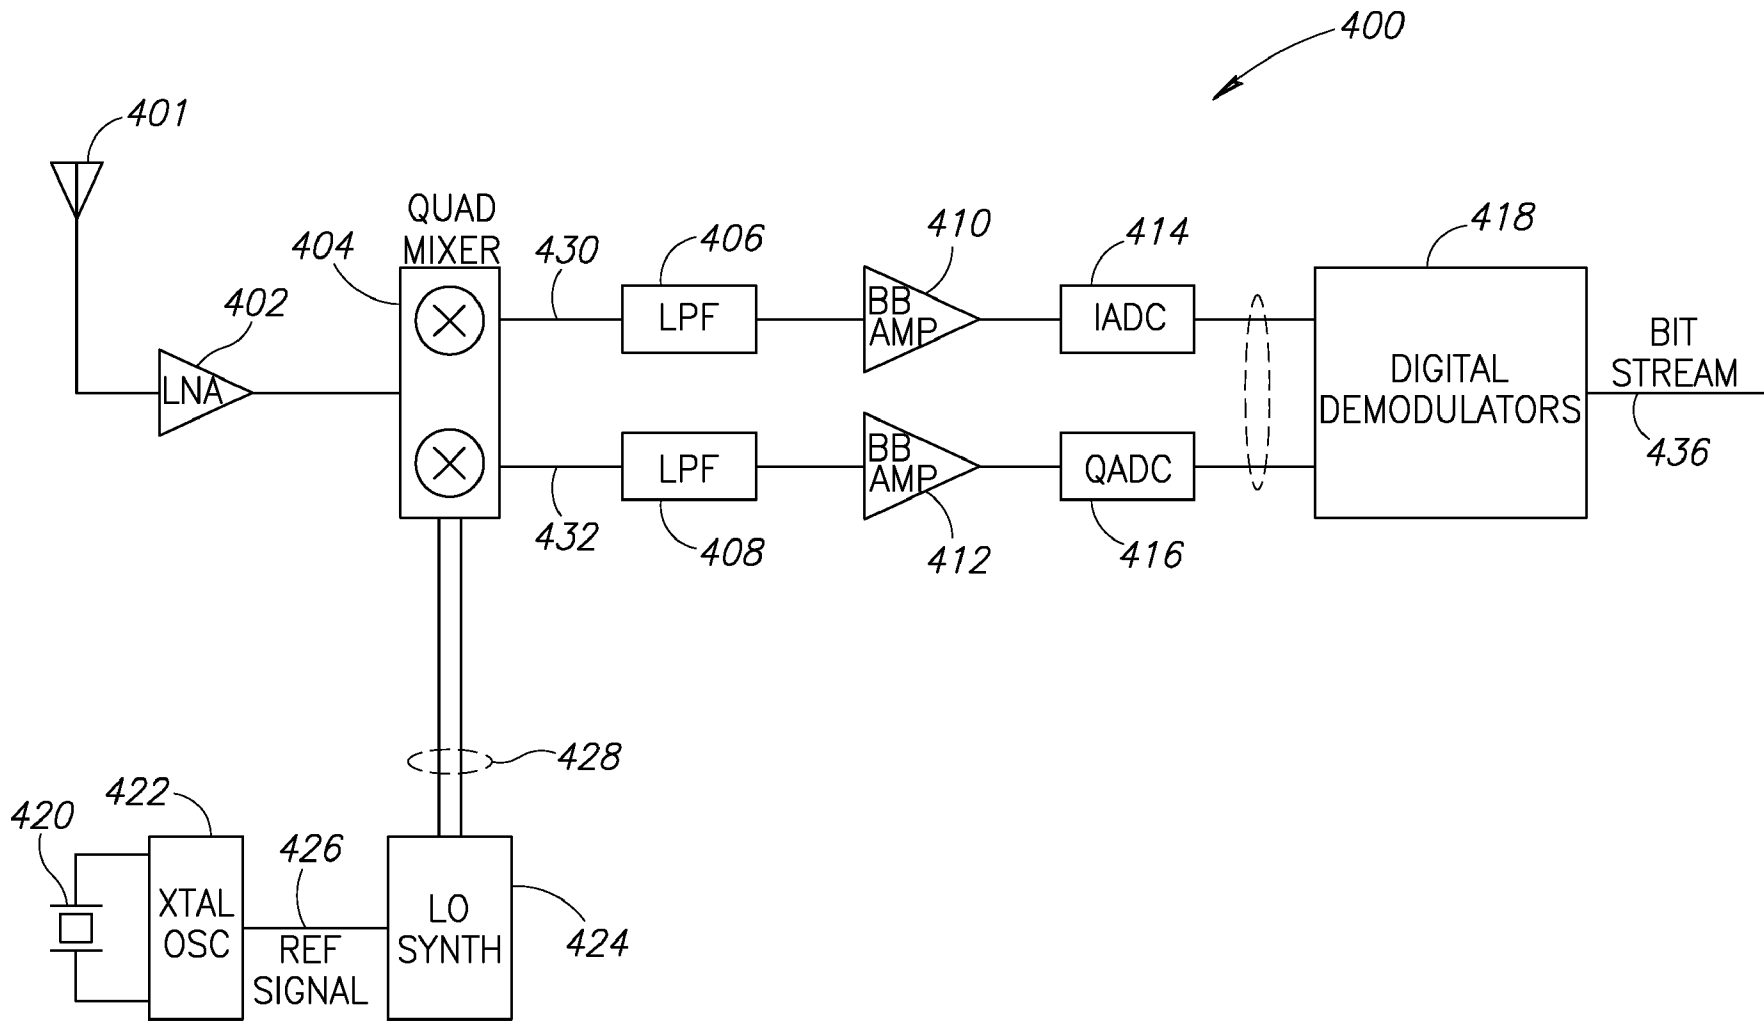 400
401
QUAD
MIXER
404
430
406
410
414
418
402
LNA
LPF
BB
AMP
IADC
DIGITAL
DEMODULATORS
BIT
STREAM
436
LPF
BB
AMP
QADC
432
408
412
416
428
422
420
426
XTAL
OSC
REF
SIGNAL
LO
SYNTH
424